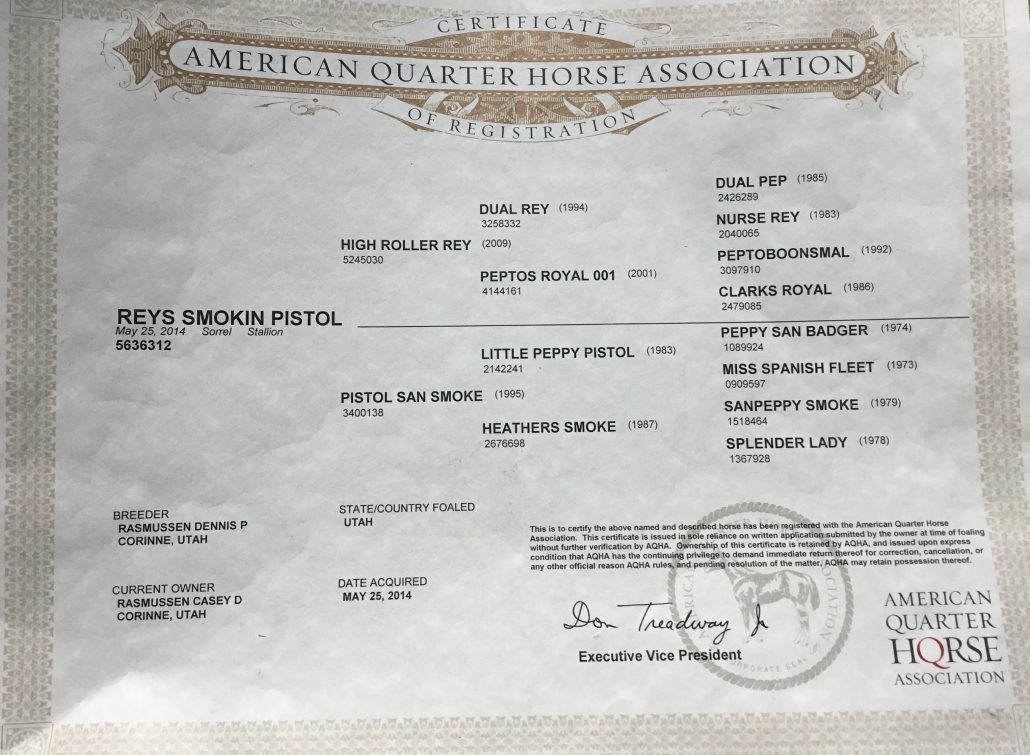 CERTIFICATE
AMERICAN QUARTER HORSE ASSOCIATION
OF REGISTRATION
DUAL PEP (1985)
2426289
DUAL REY (1994)
3258332
NURSE REY (1983)
2040065
HIGH ROLLER REY (2009)
5245030
PEPTOBOONSMAL (1992)
3097910
PEPTOS ROYAL 001 (2001)
4144161
CLARKS ROYAL (1986)
2479085
REYS SMOKIN PISTOL
May 25, 2014 Sorrel Stallion
5636312
PEPPY SAN BADGER (1974)
1089924
LITTLE PEPPY PISTOL (1983)
2142241
MISS SPANISH FLEET (1973)
0909597
PISTOL SAN SMOKE (1995)
3400138
SANPEPPY SMOKE (1979)
1518464
HEATHERS SMOKE (1987)
2676698
SPLENDER LADY (1978)
1367928
BREEDER
RASMUSSEN DENNIS P
CORINNE, UTAH
STATE/COUNTRY FOALED
UTAH
CURRENT OWNER
RASMUSSEN CASEY D
CORINNE, UTAH
DATE ACQUIRED
MAY 25, 2014
This is to certify the above named and described horse has been registered with the American Quarter Horse
Association. This certificate is issued in sole reliance on written application submitted by the owner at time of foaling
without further verification by AQHA. Ownership of this certificate is retained by AQHA, and issued upon express
condition that AQHA has the continuing privilege to demand immediate return thereof for correction, cancellation, or
any other official reason AQHA rules, and pending resolution of the matter, AQHA may retain possession thereof.
Don Treadway Jr
Executive Vice President
CORPORATE SEAL
AMERICAN
QUARTER
HORSE
ASSOCIATION